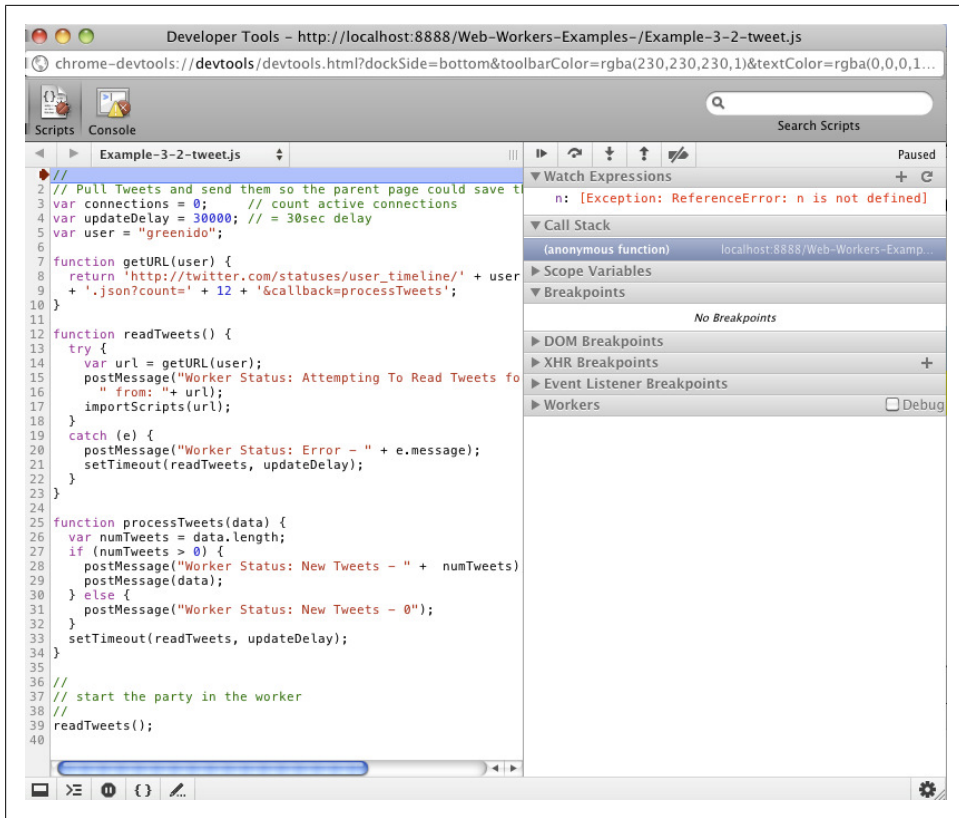 Developer Tools – http://localhost:8888/Web-Workers-Examples-/Example-3-2-tweet.js
chrome-devtools://devtools/devtools.html?dockSide=bottom&toolbarColor=rgba(230,230,230,1)&textColor=rgba(0,0,0,1...
Scripts Console
Search Scripts
Example-3-2-tweet.js
Paused
//
2 // Pull Tweets and send them so the parent page could save th
3 var connections = 0; // count active connections
4 var updateDelay = 30000; // = 30sec delay
5 var user = "greenido";
6
7 function getURL(user) {
8 return 'http://twitter.com/statuses/user_timeline/' + user
9 + '.json?count=' + 12 + '&callback=processTweets';
10 }
11
12 function readTweets() {
13 try {
14 var url = getURL(user);
15 postMessage("Worker Status: Attempting To Read Tweets fo
16 " from: "+ url);
17 importScripts(url);
18 }
19 catch (e) {
20 postMessage("Worker Status: Error – " + e.message);
21 setTimeout(readTweets, updateDelay);
22 }
23 }
24
25 function processTweets(data) {
26 var numTweets = data.length;
27 if (numTweets > 0) {
28 postMessage("Worker Status: New Tweets – " + numTweets)
29 postMessage(data);
30 } else {
31 postMessage("Worker Status: New Tweets – 0");
32 }
33 setTimeout(readTweets, updateDelay);
34 }
35
36 //
37 // start the party in the worker
38 //
39 readTweets();
40
Watch Expressions
n: [Exception: ReferenceError: n is not defined]
Call Stack
(anonymous function) localhost:8888/Web-Workers-Examp...
Scope Variables
Breakpoints
No Breakpoints
DOM Breakpoints
XHR Breakpoints
Event Listener Breakpoints
Workers Debug